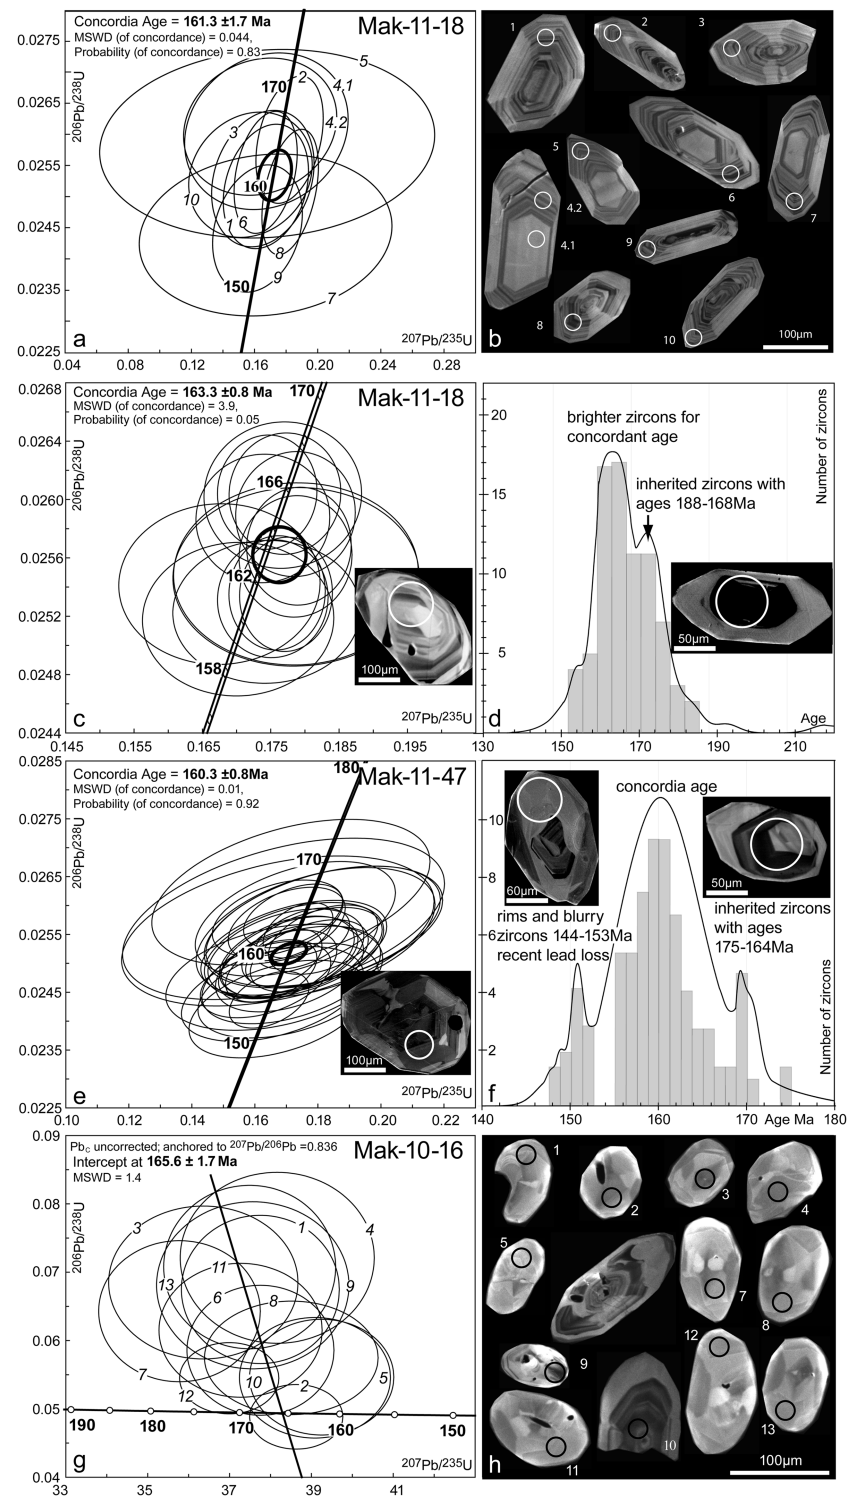 Concordia Age = 161.3 ±1.7 Ma
MSWD (of concordance) = 0.044,
Probability (of concordance) = 0.83
Mak-11-18
206Pb/238U
0.0275
0.0265
0.0255
0.0245
0.0235
0.0225
170
160
150
5
2
4.1
4.2
3
10
1
6
8
9
7
a
207Pb/235U
0.04
0.08
0.12
0.16
0.20
0.24
0.28
1
2
3
5
4.2
4.1
6
7
9
8
10
b
100µm
Concordia Age = 163.3 ±0.8 Ma
MSWD (of concordance) = 3.9,
Probability (of concordance) = 0.05
Mak-11-18
206Pb/238U
0.0268
0.0264
0.0260
0.0256
0.0252
0.0248
0.0244
170
166
162
158
100µm
c
207Pb/235U
0.145
0.155
0.165
0.175
0.185
0.195
20
15
10
5
Number of zircons
brighter zircons for
concordant age
inherited zircons with
ages 188-168Ma
50µm
d
Age
130
150
170
190
210
Concordia Age = 160.3 ±0.8Ma
MSWD (of concordance) = 0.01,
Probability (of concordance) = 0.92
Mak-11-47
206Pb/238U
0.0285
0.0275
0.0265
0.0255
0.0245
0.0235
0.0225
180
170
160
150
100µm
e
207Pb/235U
0.10
0.12
0.14
0.16
0.18
0.20
0.22
10
8
6
4
2
concordia age
60µm
50µm
rims and blurry
zircons 144-153Ma
recent lead loss
inherited zircons
with ages
175-164Ma
Number of zircons
f
Age Ma
140
150
160
170
180
Pbc uncorrected; anchored to 207Pb/206Pb =0.836
Intercept at 165.6 ± 1.7 Ma
MSWD = 1.4
Mak-10-16
206Pb/238U
0.09
0.08
0.07
0.06
0.05
0.04
3
1
4
11
13
9
6
8
7
12
10
2
5
190
180
170
160
150
g
207Pb/235U
33
35
37
39
41
1
2
3
4
5
7
8
9
12
10
11
13
h
100µm